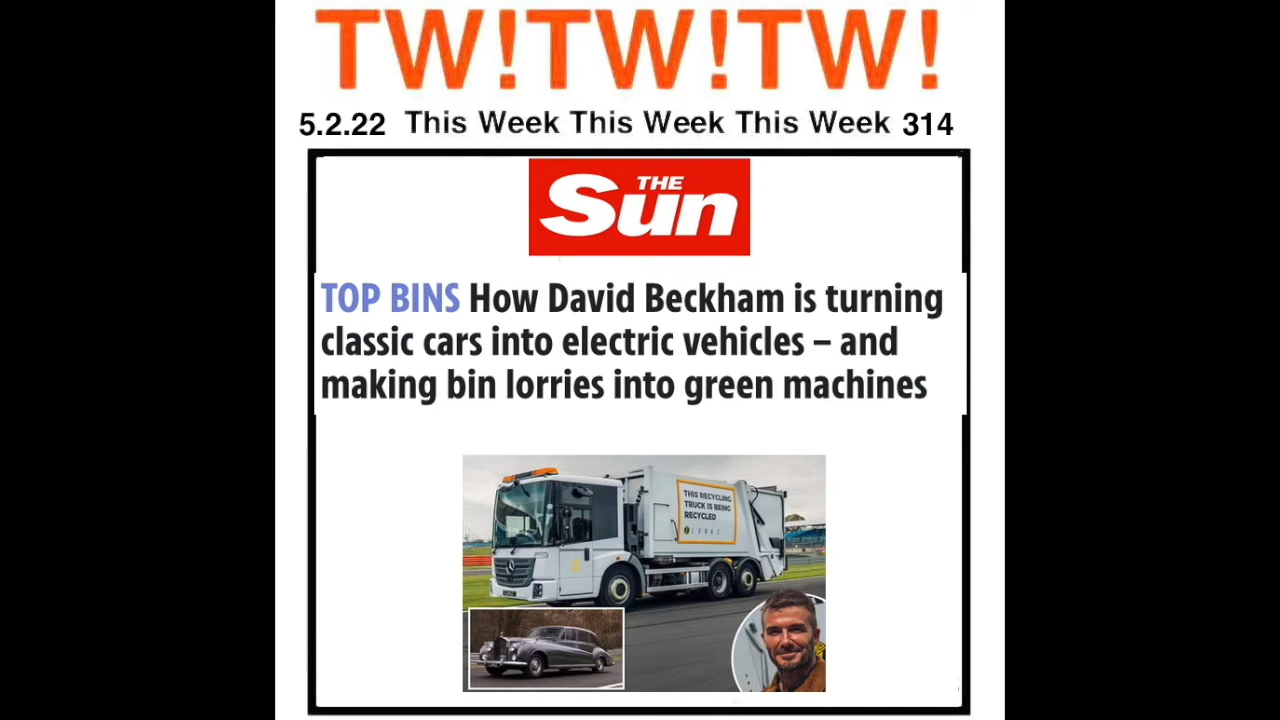 TW!TW!TW!
5.2.22 This Week This Week This Week 314
THE
Sun
TOP BINS How David Beckham is turning
classic cars into electric vehicles – and
making bin lorries into green machines
THIS RECYCLING
TRUCK IS BEING
RECYCLED
LUNAZ